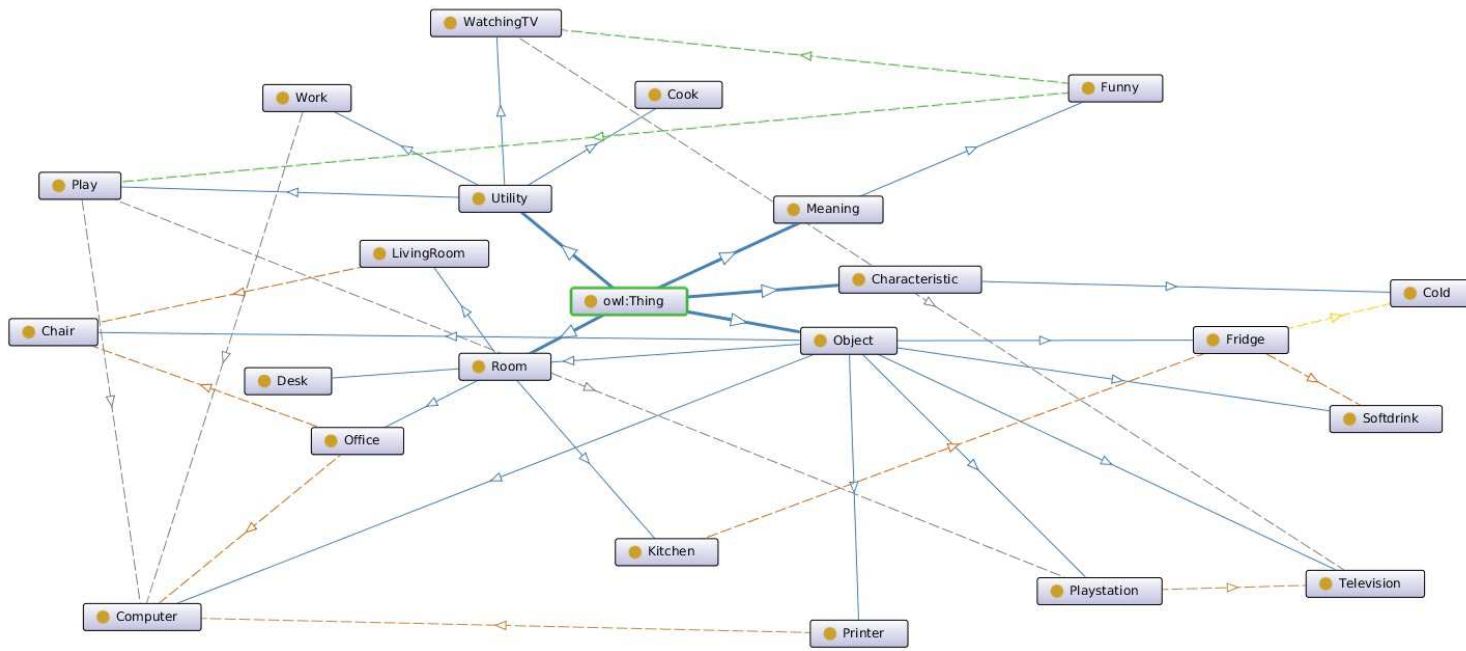 WatchingTV
Funny
Cook
Work
Play
Utility
Meaning
LivingRoom
Characteristic
Cold
owl:Thing
Chair
Object
Fridge
Room
Desk
Softdrink
Office
Kitchen
Television
Playstation
Computer
Printer